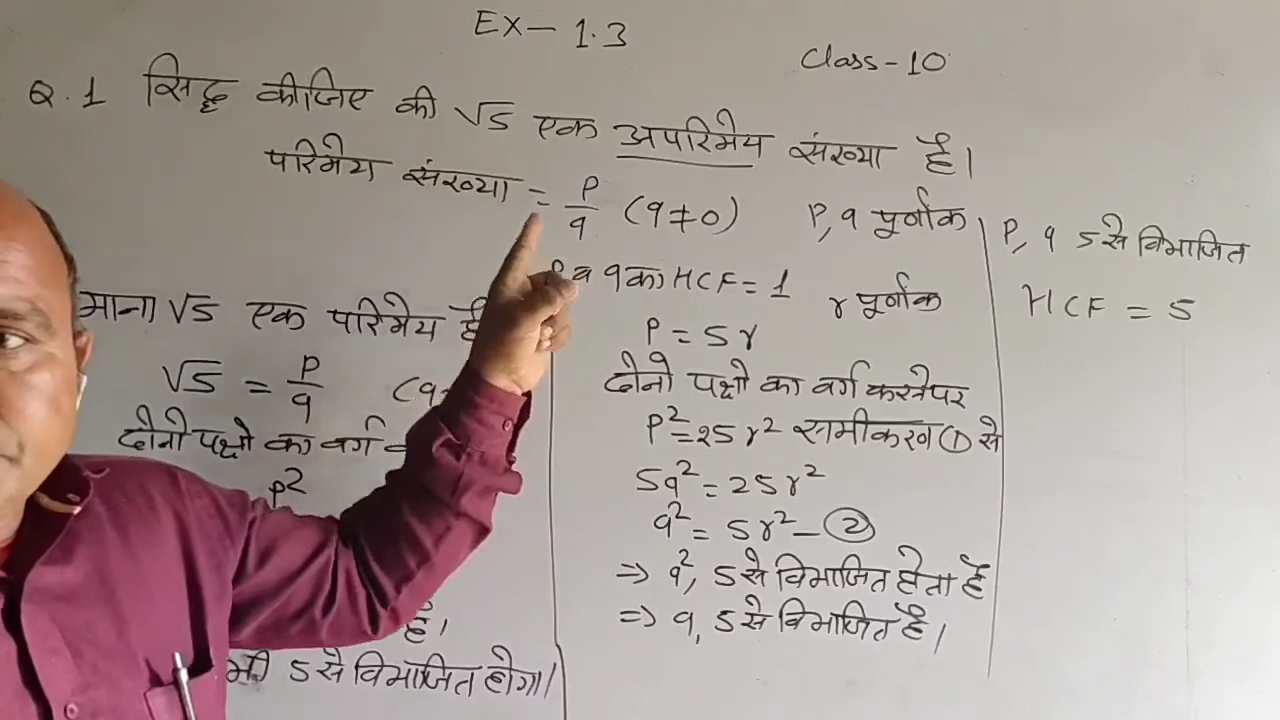 EX- 1.3
Class-10
Q.1 सिद्ध कीजिए की √5 एक अपरिमेय संख्या है।
परिमेय संख्या = P/q (q≠0) P, q पूर्णांक
q का HCF = 1
माना √5 एक परिमेय
√5 = P/q (q
दोनो पक्षो का वर्ग
P²
है।
भी 5 से विभाजित होगा।
r पूर्णांक
P = 5r
दोनो पक्षो का वर्ग करने पर
P² = 25r² समीकरण ① से
5q² = 25r²
q² = 5r² — ②
⇒ q², 5 से विभाजित होता है
⇒ q, 5 से विभाजित है।
P, q 5 से विभाजित
HCF = 5